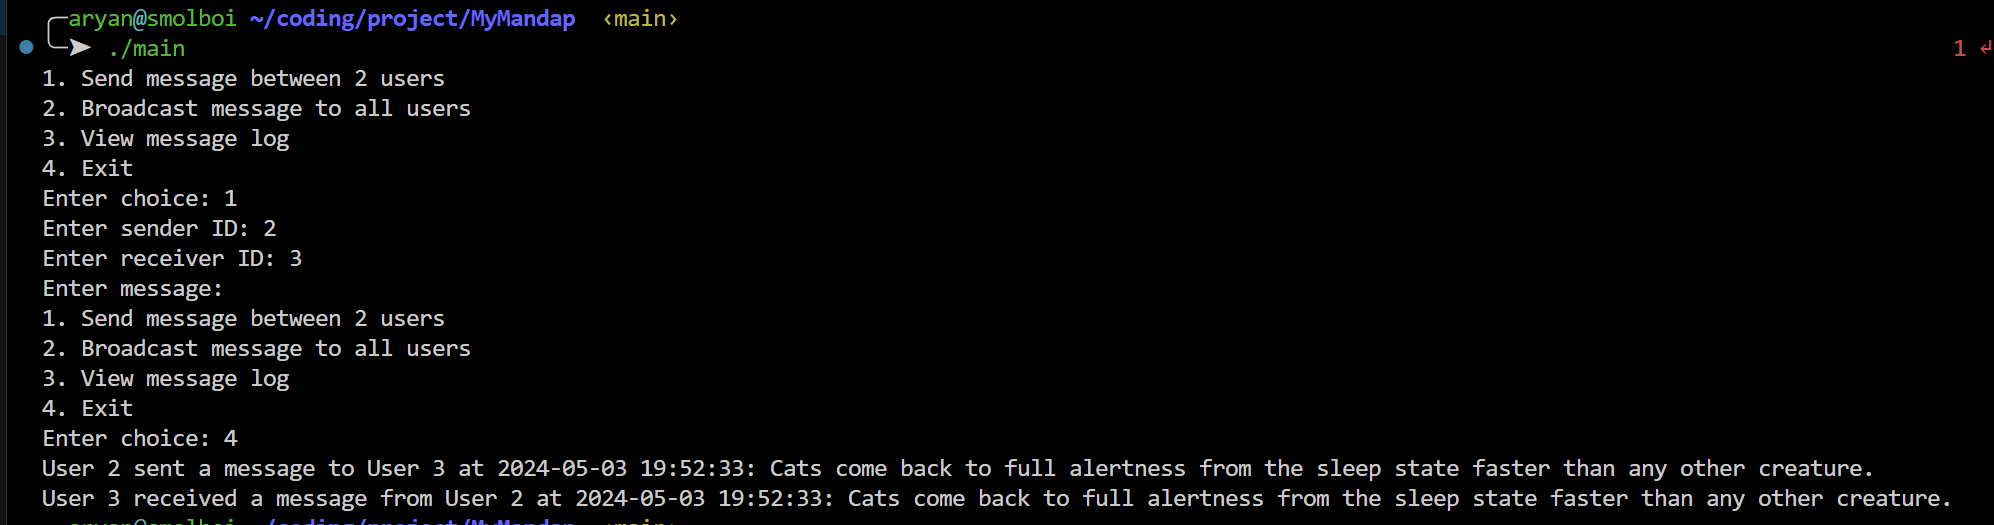 aryan@smolboi ~/coding/project/MyMandap ‹main›
➤ ./main 1 ↵
1. Send message between 2 users
2. Broadcast message to all users
3. View message log
4. Exit
Enter choice: 1
Enter sender ID: 2
Enter receiver ID: 3
Enter message:
1. Send message between 2 users
2. Broadcast message to all users
3. View message log
4. Exit
Enter choice: 4
User 2 sent a message to User 3 at 2024-05-03 19:52:33: Cats come back to full alertness from the sleep state faster than any other creature.
User 3 received a message from User 2 at 2024-05-03 19:52:33: Cats come back to full alertness from the sleep state faster than any other creature.
aryan@smolboi ~/coding/project/MyMandap ‹main›